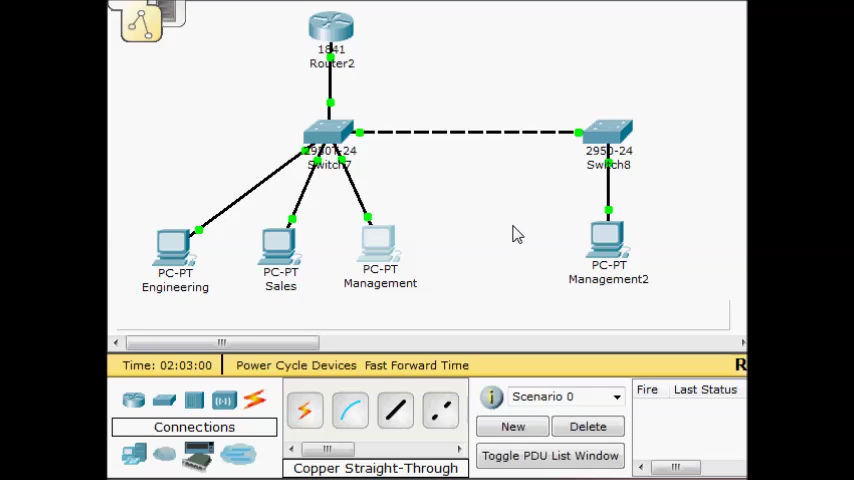 1841
Router2
Switch7
2950-24
Switch8
PC-PT
Engineering
PC-PT
Sales
PC-PT
Management
PC-PT
Management2
Time: 02:03:00
Power Cycle Devices Fast Forward Time
R
Connections
Copper Straight-Through
Scenario 0
New
Delete
Toggle PDU List Window
Fire
Last Status